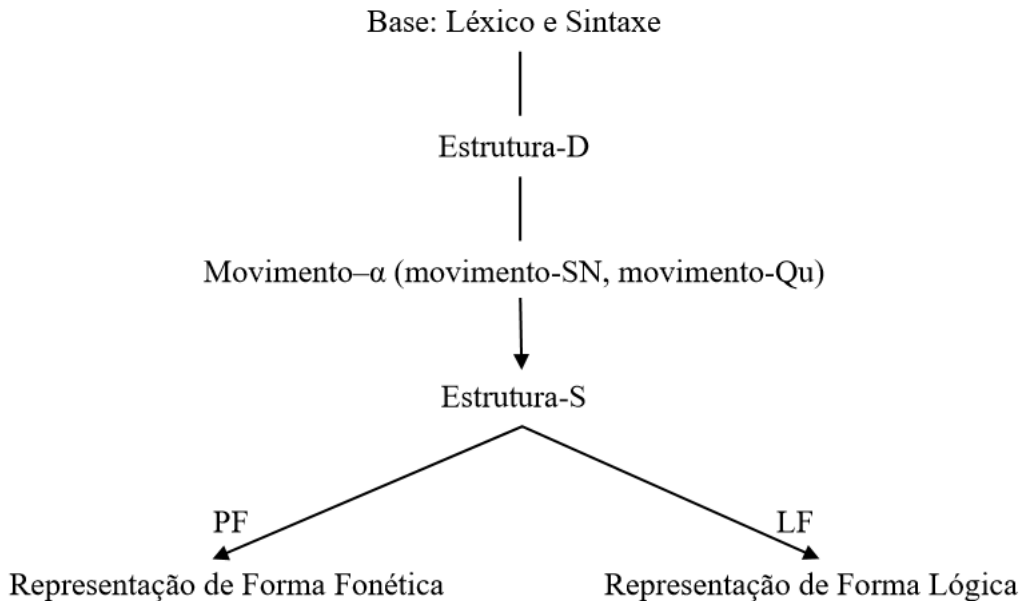 Base: Léxico e Sintaxe
Estrutura-D
Movimento–α (movimento-SN, movimento-Qu)
Estrutura-S
PF
LF
Representação de Forma Fonética
Representação de Forma Lógica